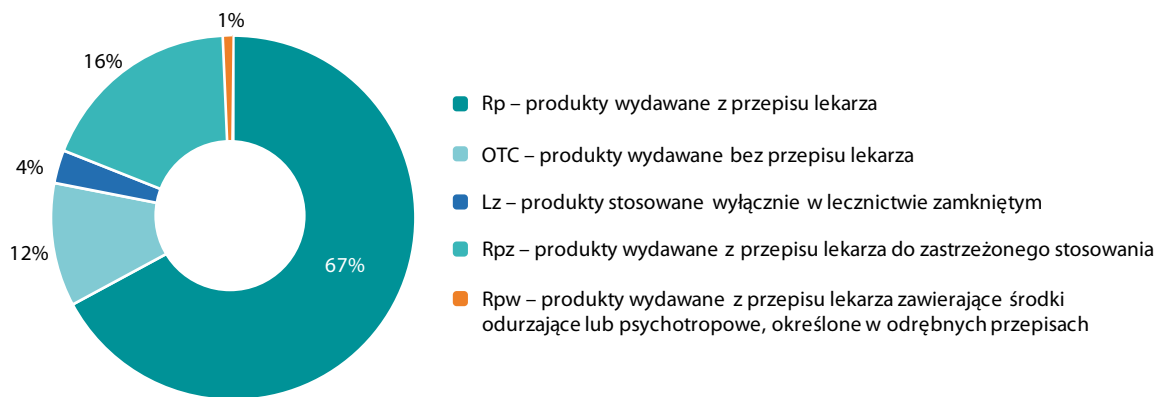 1%
16%
4%
12%
67%
Rp – produkty wydawane z przepisu lekarza
OTC – produkty wydawane bez przepisu lekarza
Lz – produkty stosowane wyłącznie w lecznictwie zamkniętym
Rpz – produkty wydawane z przepisu lekarza do zastrzeżonego stosowania
Rpw – produkty wydawane z przepisu lekarza zawierające środki
odurzające lub psychotropowe, określone w odrębnych przepisach